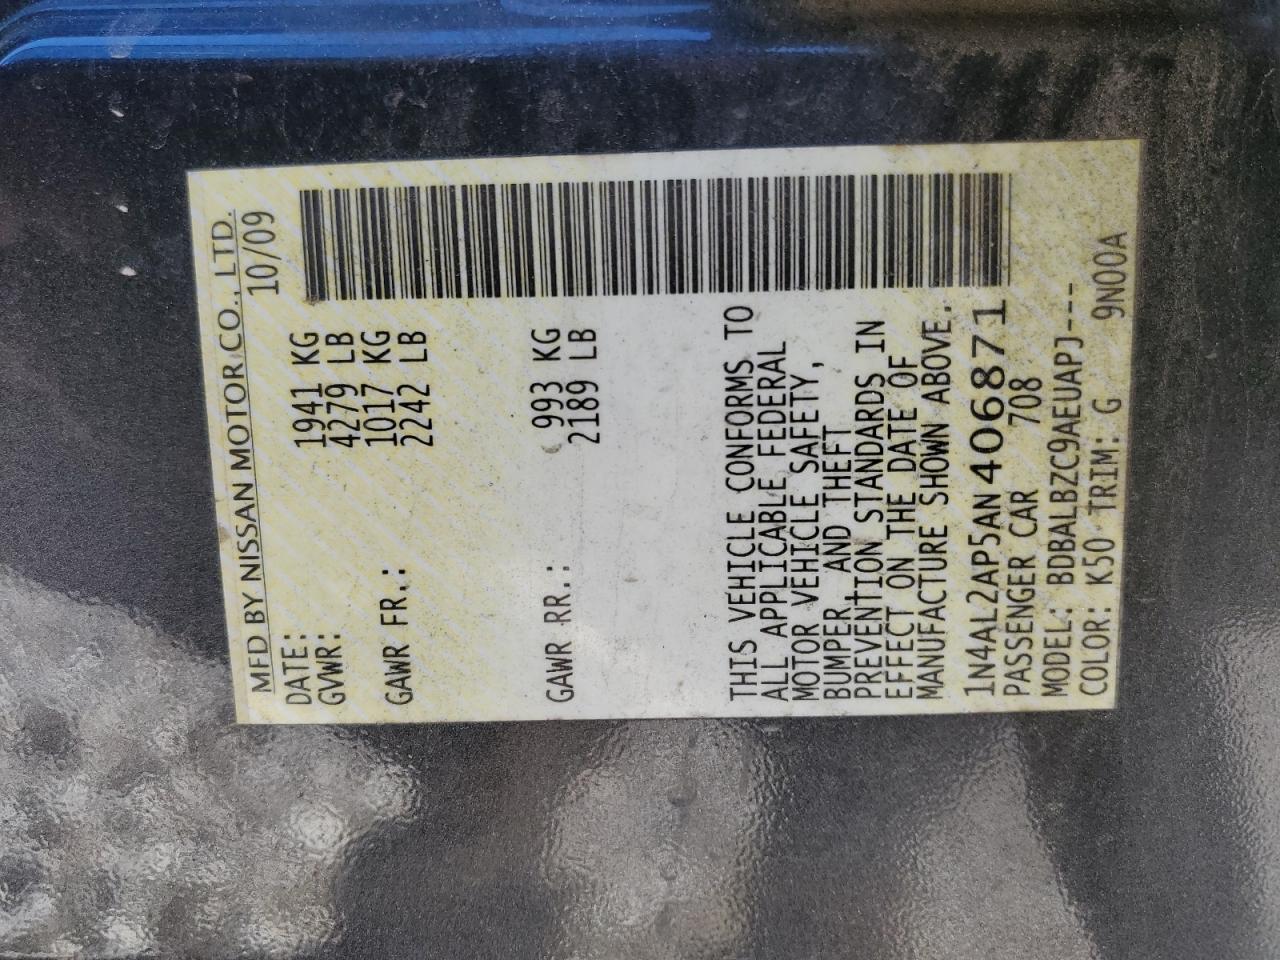 MFD BY NISSAN MOTOR CO., LTD.
DATE: 10/09
GVWR: 1941 KG
4279 LB
GAWR FR.: 1017 KG
2242 LB
GAWR RR.: 993 KG
2189 LB
THIS VEHICLE CONFORMS TO
ALL APPLICABLE FEDERAL
MOTOR VEHICLE SAFETY,
BUMPER, AND THEFT
PREVENTION STANDARDS IN
EFFECT ON THE DATE OF
MANUFACTURE SHOWN ABOVE.
1N4AL2AP5AN406871
PASSENGER CAR 708
MODEL: BDBALBZC9AEUAPJ---
COLOR: K50 TRIM: G 9N00A